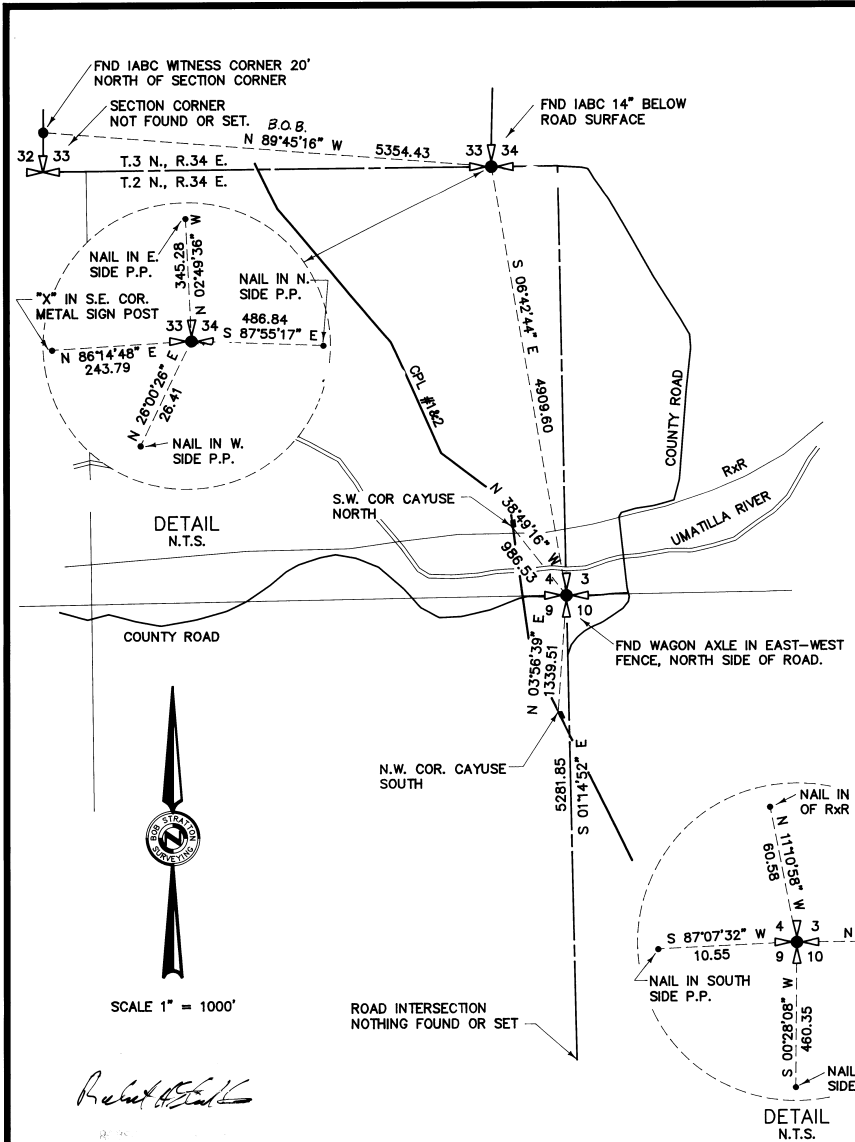 FND IABC WITNESS CORNER 20'
NORTH OF SECTION CORNER
SECTION CORNER
NOT FOUND OR SET.
B.O.B.
N 89°45'16" W
5354.43
FND IABC 14" BELOW
ROAD SURFACE
32 33
33 34
T.3 N., R.34 E.
T.2 N., R.34 E.
NAIL IN E.
SIDE P.P.
345.28
N 02°49'36" W
NAIL IN N.
SIDE P.P.
"X" IN S.E. COR.
METAL SIGN POST
33 34
486.84
S 87°55'17" E
N 86°14'48" E
243.79
N 26°00'26" E
26.41
NAIL IN W.
SIDE P.P.
DETAIL
N.T.S.
CPL #1&2
S 06°42'44" E
4909.60
COUNTY ROAD
RxR
UMATILLA RIVER
S.W. COR CAYUSE
NORTH
N 38°49'16" W
986.53
4 3
9 10
COUNTY ROAD
FND WAGON AXLE IN EAST-WEST
FENCE, NORTH SIDE OF ROAD.
N 03°56'39" E
1339.51
N.W. COR. CAYUSE
SOUTH
5281.85
S 01°14'52" E
BOB STRATTON
SURVEYING
N
SCALE 1" = 1000'
ROAD INTERSECTION
NOTHING FOUND OR SET
NAIL IN
OF RxR
N 11°10'58" W
60.58
4 3
9 10
S 87°07'32" W
10.55
N
NAIL IN SOUTH
SIDE P.P.
S 00°28'08" W
460.35
NAIL
SIDE
DETAIL
N.T.S.